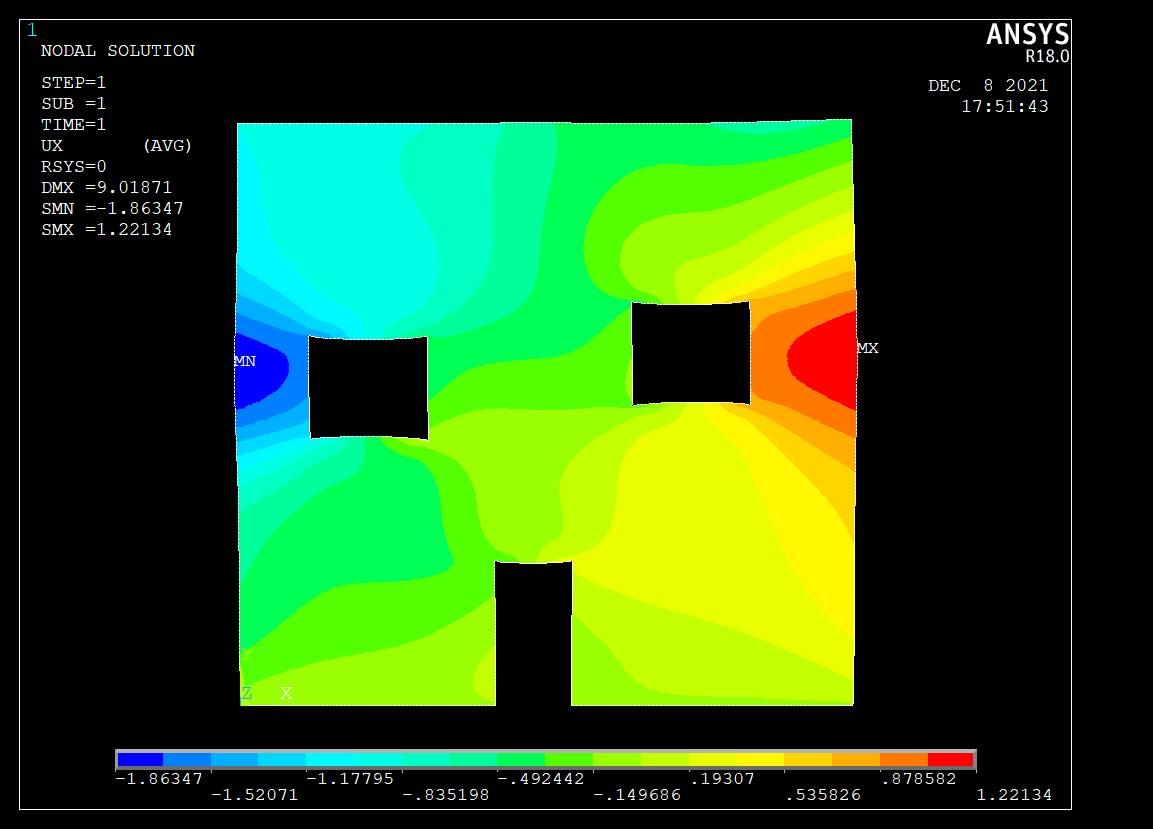 1
ANSYS
R18.0
NODAL SOLUTION
STEP=1
SUB =1
TIME=1
UX (AVG)
RSYS=0
DMX =9.01871
SMN =-1.86347
SMX =1.22134
DEC 8 2021
17:51:43
MX
MN
Y
Z X
-1.86347 -1.17795 -.492442 .19307 .878582
-1.52071 -.835198 -.149686 .535826 1.22134